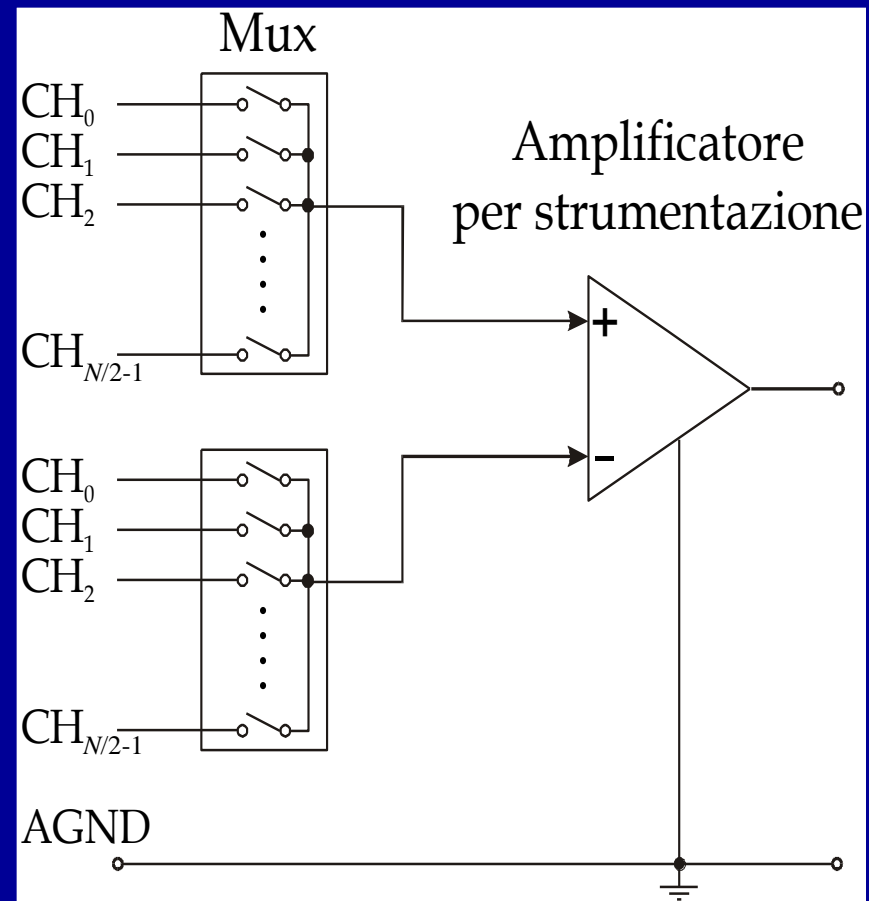 Mux
CH0
CH1
CH2
CHN/2-1
Amplificatore
per strumentazione
+
-
CH0
CH1
CH2
CHN/2-1
AGND